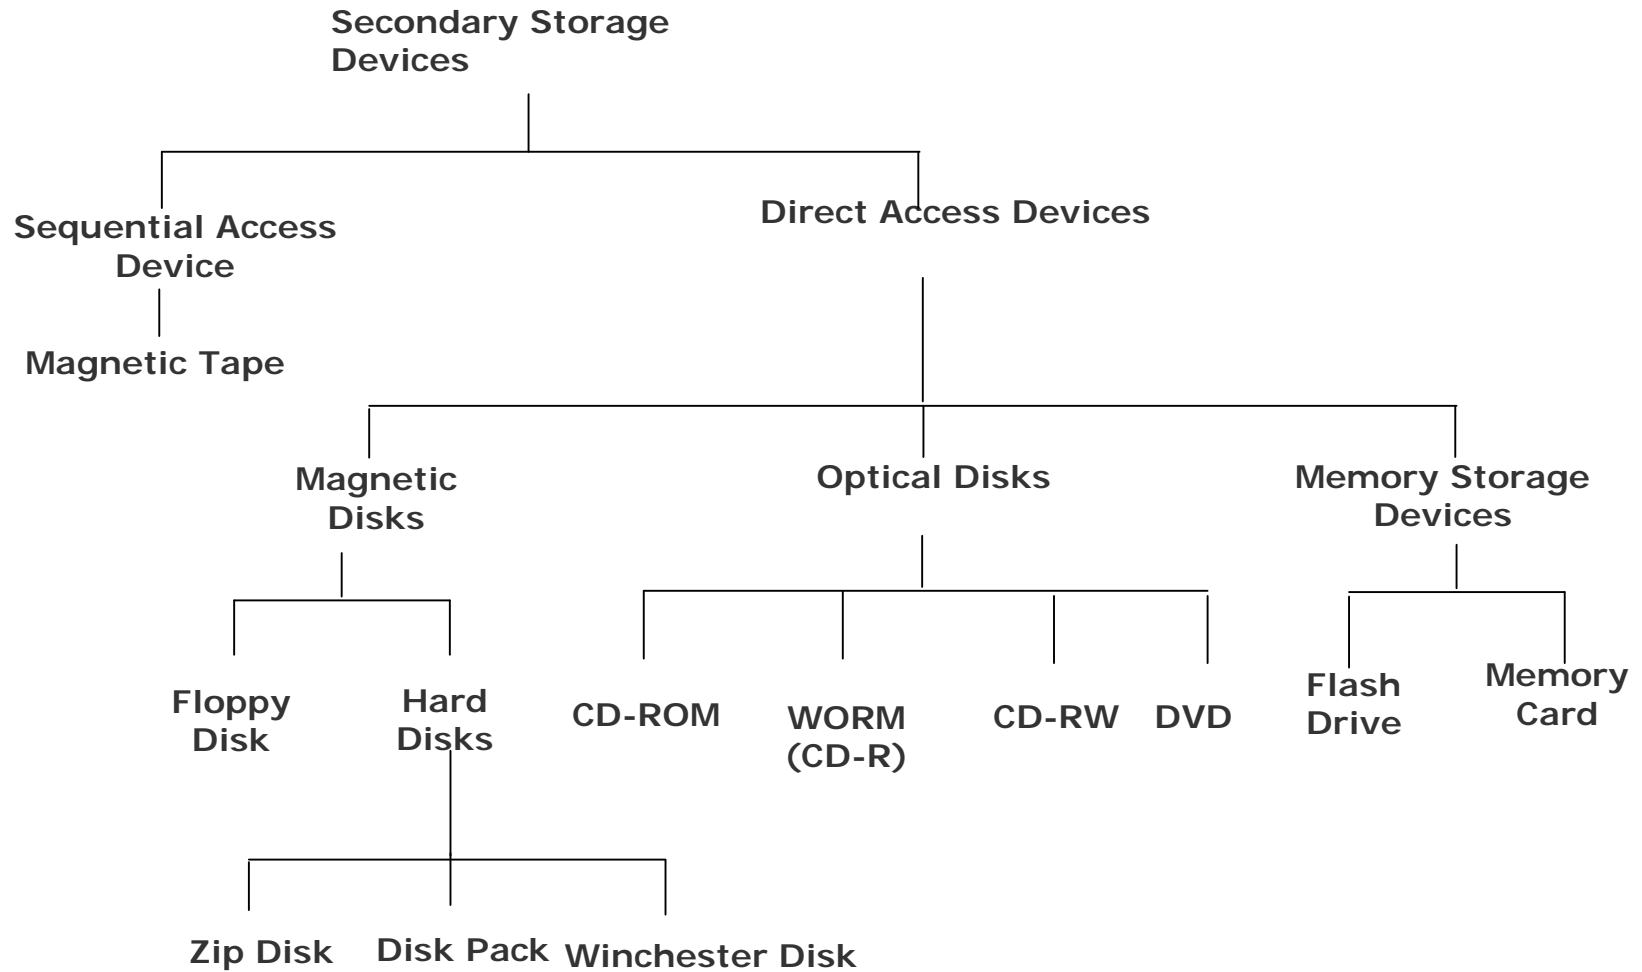 Secondary Storage
Devices
Sequential Access
Device
Direct Access Devices
Magnetic Tape
Magnetic
Disks
Optical Disks
Memory Storage
Devices
Floppy
Disk
Hard
Disks
CD-ROM
WORM
(CD-R)
CD-RW
DVD
Flash
Drive
Memory
Card
Zip Disk
Disk Pack
Winchester Disk